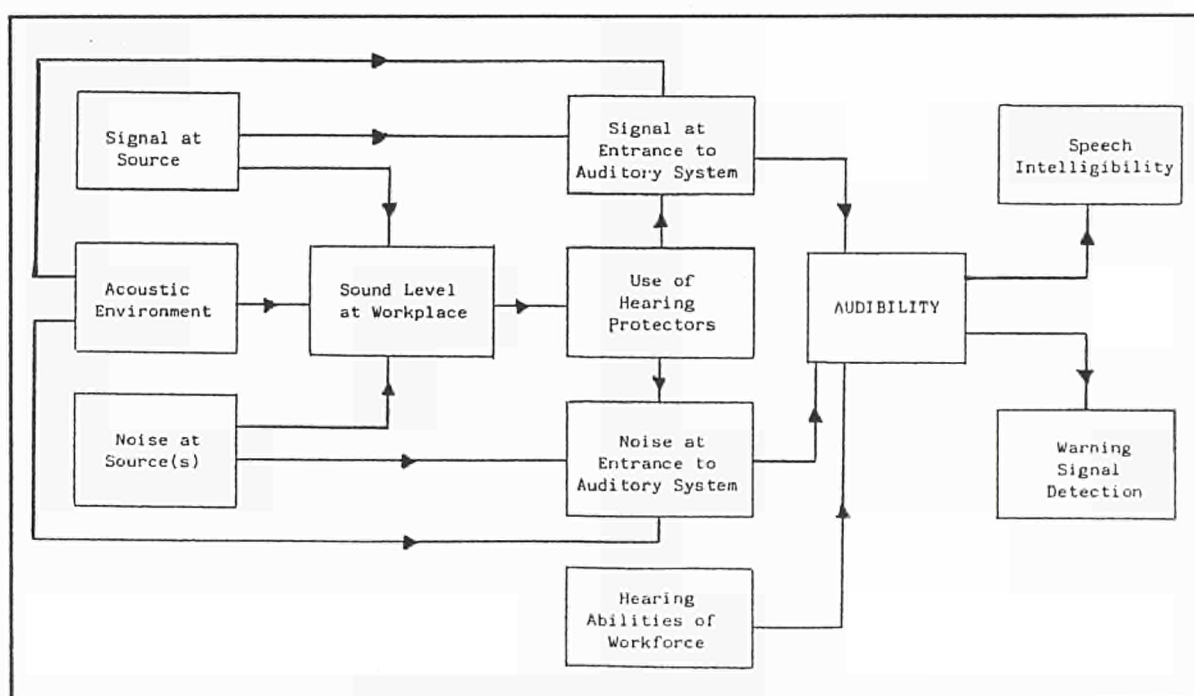 Signal at
Source
Signal at
Entrance to
Auditory System
Speech
Intelligibility
Acoustic
Environment
Sound Level
at Workplace
Use of
Hearing
Protectors
AUDIBILITY
Noise at
Source(s)
Noise at
Entrance to
Auditory System
Warning
Signal
Detection
Hearing
Abilities of
Workforce